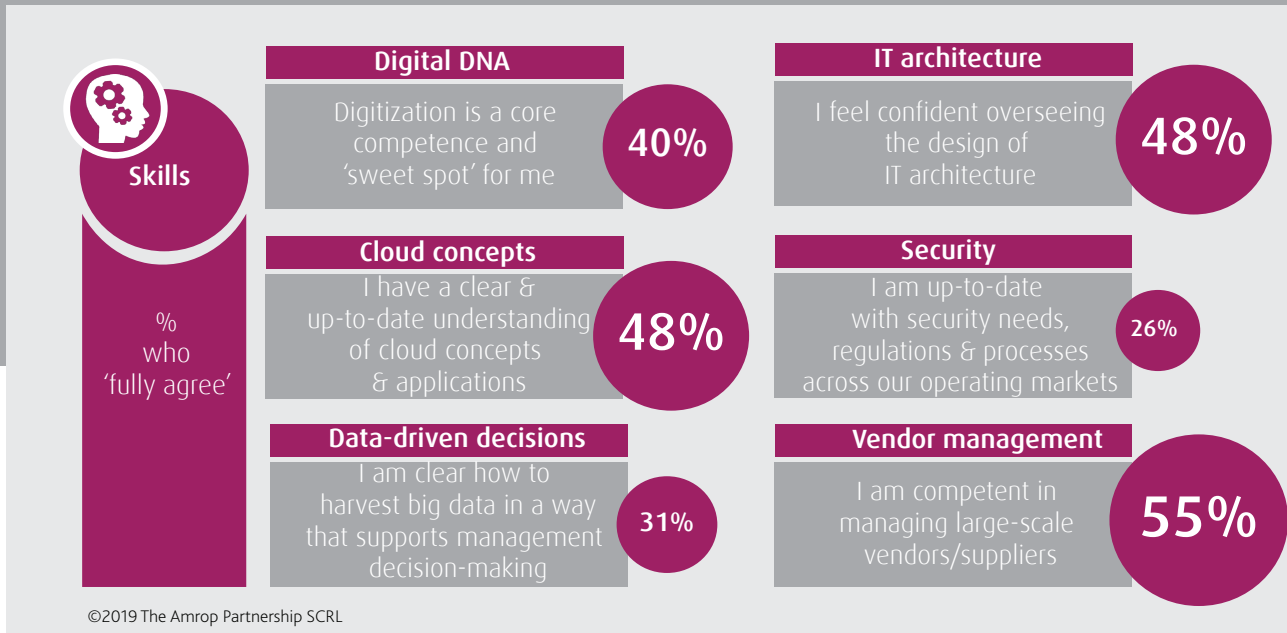 Skills
%
who
‘fully agree’
Digital DNA
Digitization is a core
competence and
‘sweet spot’ for me
40%
IT architecture
I feel confident overseeing
the design of
IT architecture
48%
Cloud concepts
I have a clear &
up-to-date understanding
of cloud concepts
& applications
48%
Security
I am up-to-date
with security needs,
regulations & processes
across our operating markets
26%
Data-driven decisions
I am clear how to
harvest big data in a way
that supports management
decision-making
31%
Vendor management
I am competent in
managing large-scale
vendors/suppliers
55%
©2019 The Amrop Partnership SCRL